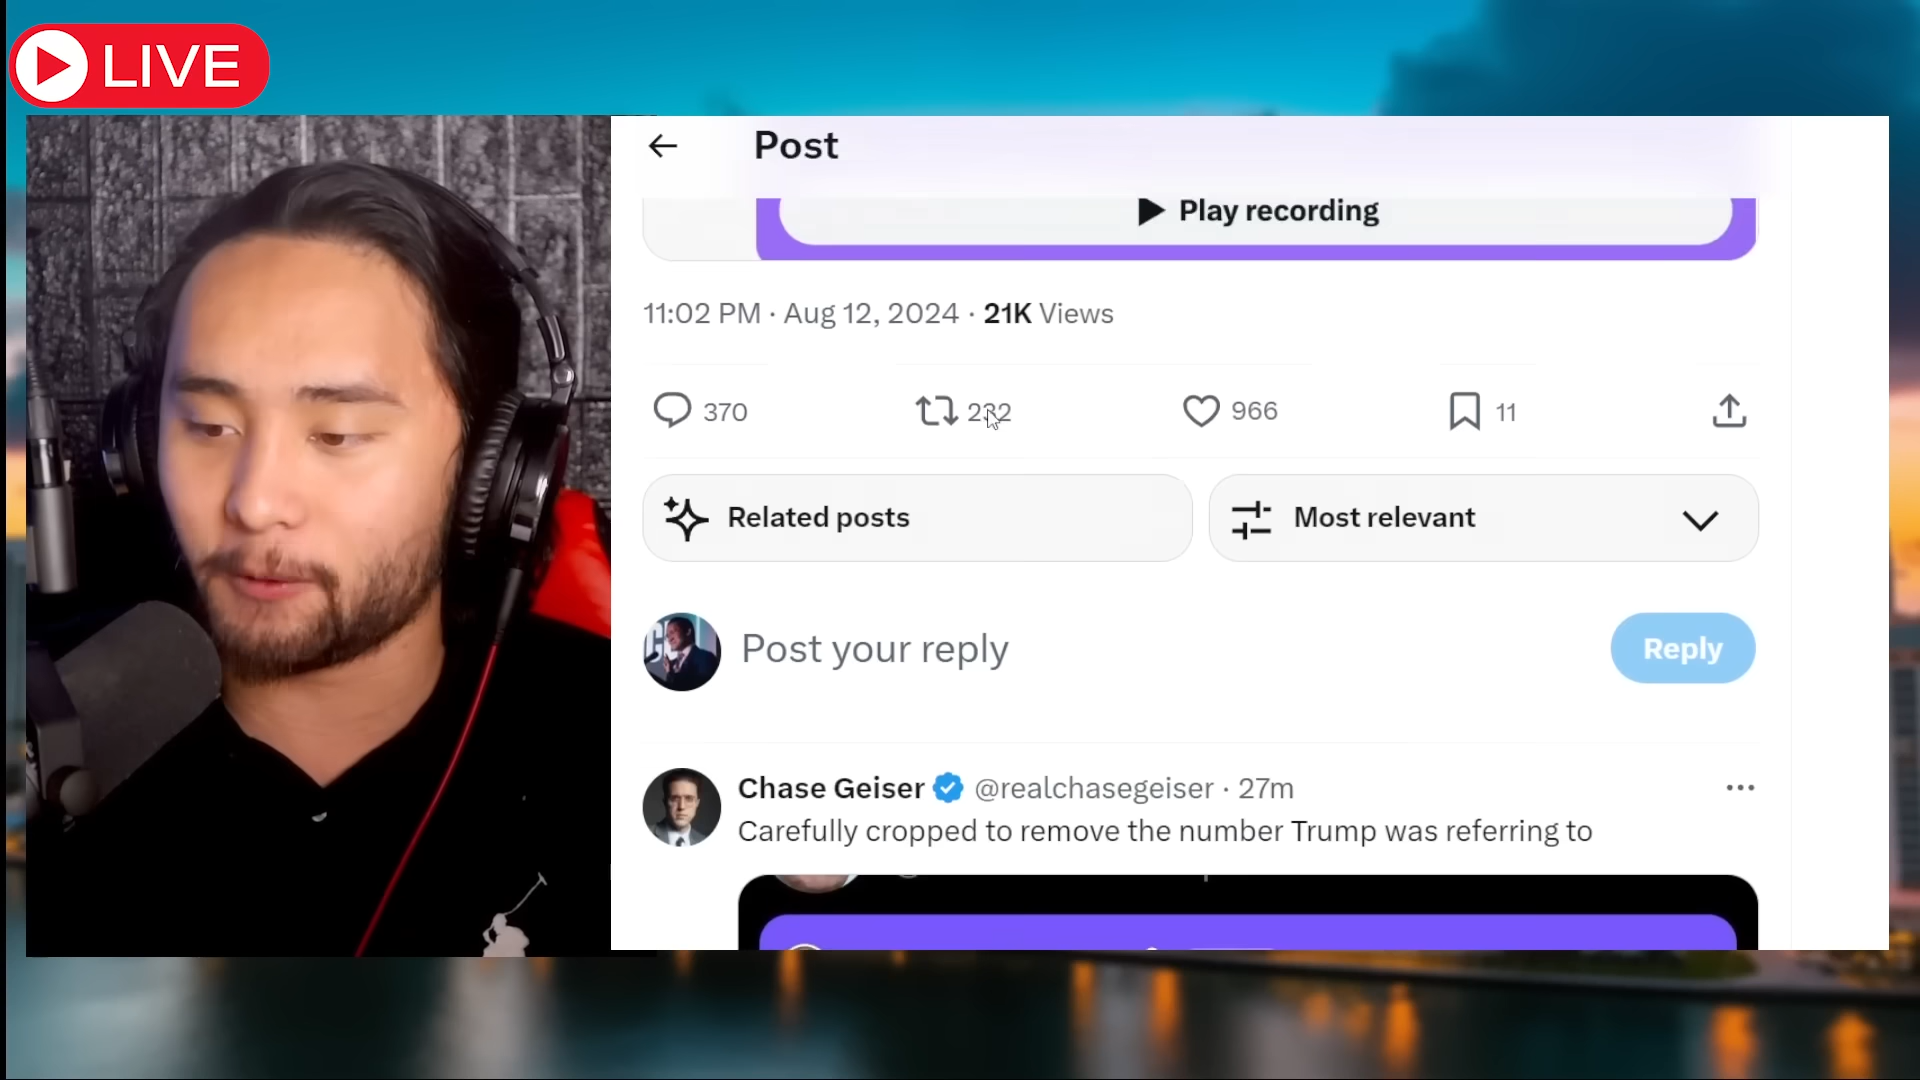 LIVE
Post
Play recording
11:02 PM · Aug 12, 2024 · 21K Views
370
232
966
11
Related posts
Most relevant
Post your reply
Reply
Chase Geiser @realchasegeiser · 27m
Carefully cropped to remove the number Trump was referring to